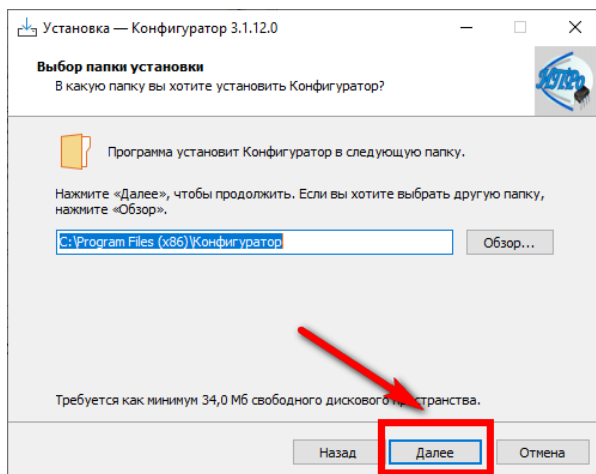 Установка — Конфигуратор 3.1.12.0
Выбор папки установки
В какую папку вы хотите установить Конфигуратор?
Программа установит Конфигуратор в следующую папку.
Нажмите «Далее», чтобы продолжить. Если вы хотите выбрать другую папку,
нажмите «Обзор».
C:\Program Files (x86)\Конфигуратор
Обзор...
Требуется как минимум 34,0 Мб свободного дискового пространства.
Назад
Далее
Отмена